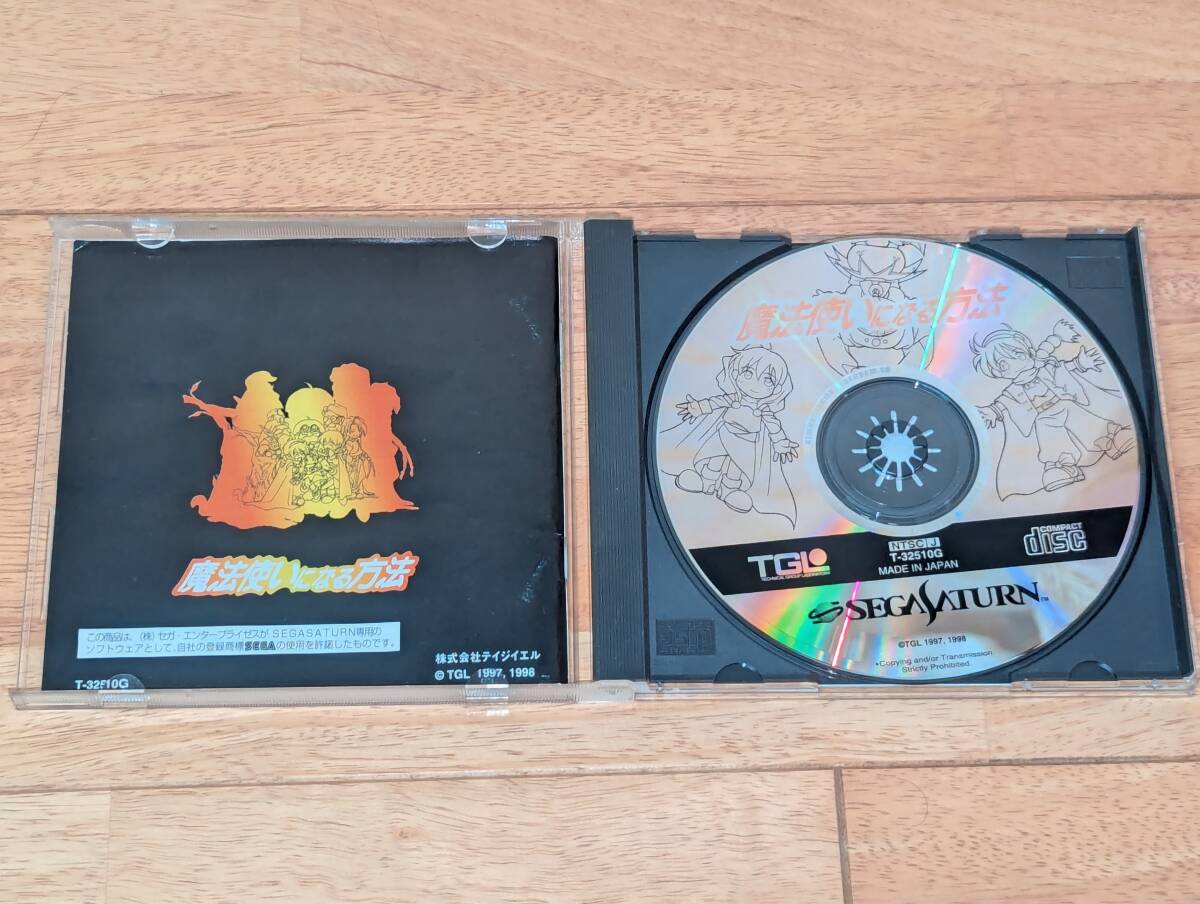 魔法使いになる方法
この商品は、(株)セガ・エンタープライゼスがSEGASATURN専用の
ソフトウェアとして、自社の登録商標SEGAの使用を許諾したものです。
T-32510G
株式会社テイジイエル
© TGL 1997, 1998
魔法使いになる方法
TGL
TECHNICAL GROUP LABORATORY
NTSC J
T-32510G
MADE IN JAPAN
COMPACT
disc
SEGASATURN™
©TGL 1997, 1998
*Copying and/or Transmission
Strictly Prohibited.